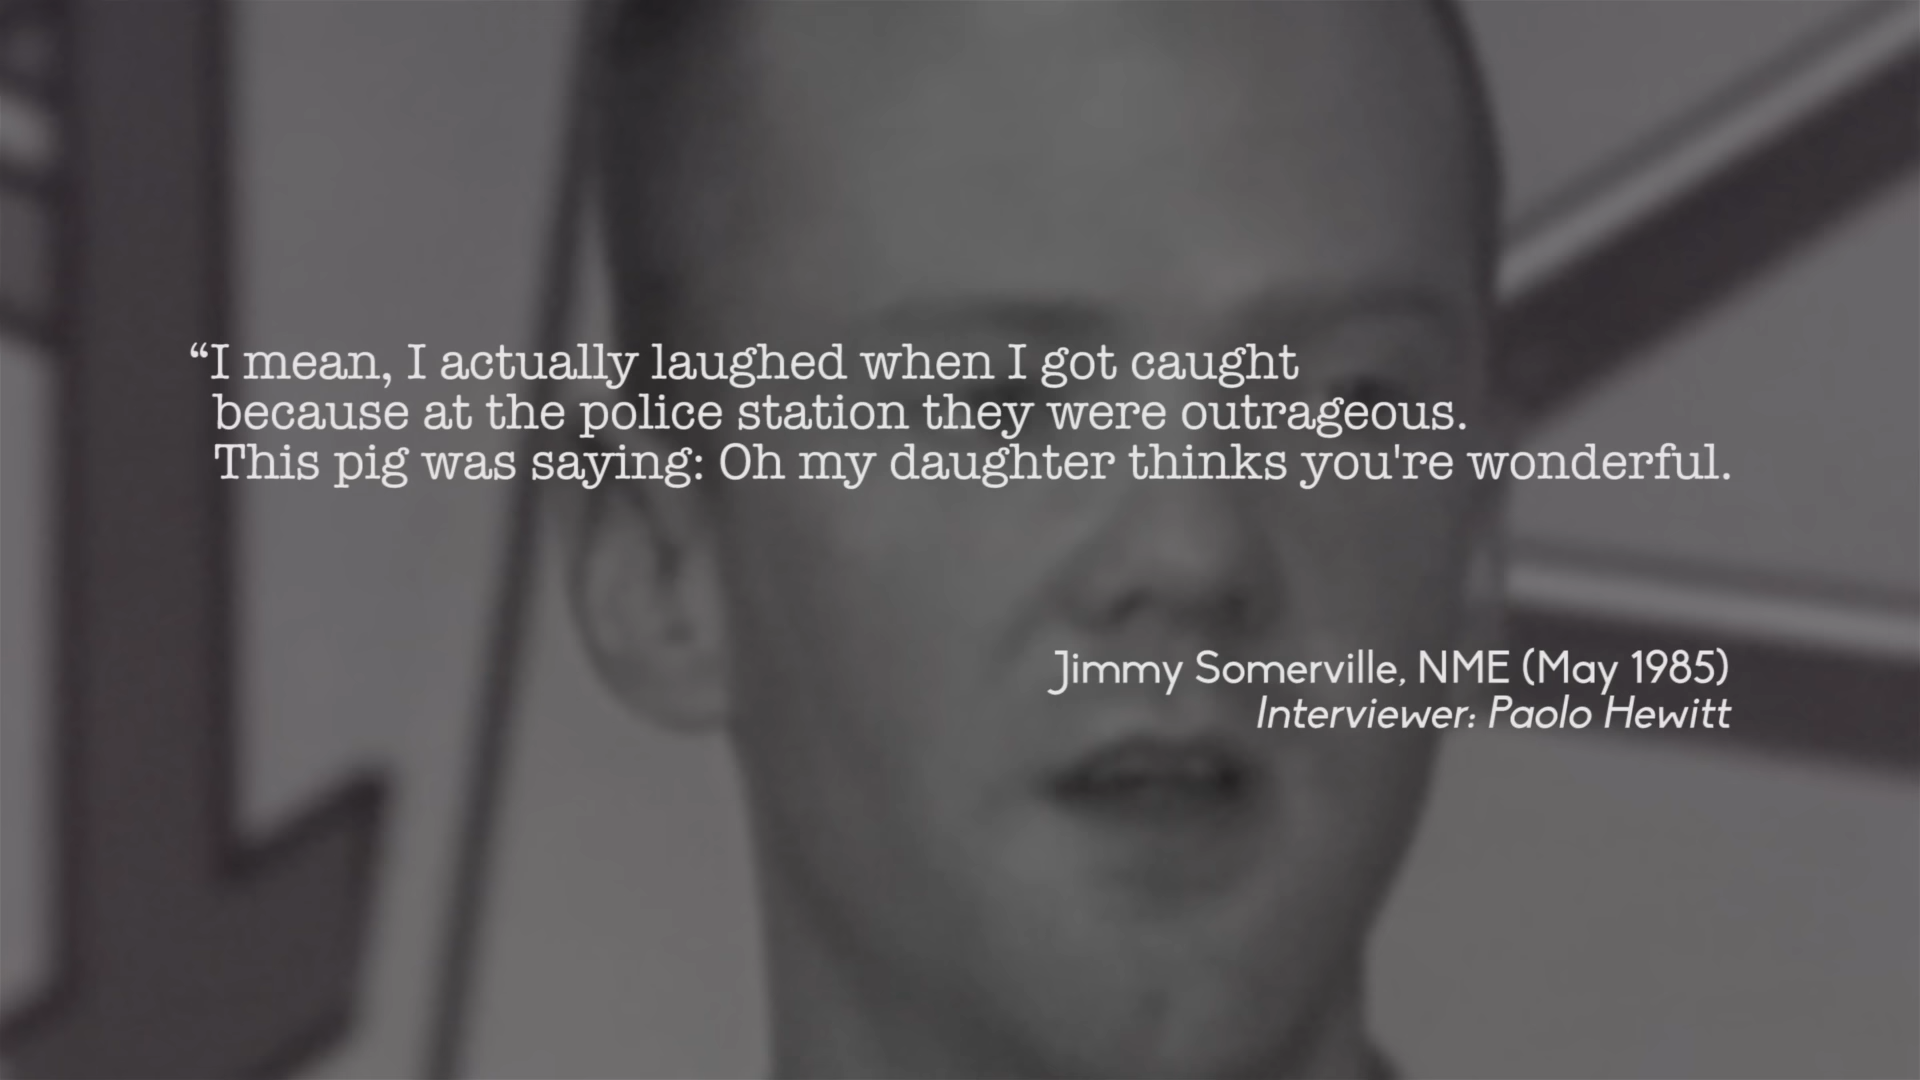 “I mean, I actually laughed when I got caught
because at the police station they were outrageous.
This pig was saying: Oh my daughter thinks you're wonderful.
Jimmy Somerville, NME (May 1985)
Interviewer: Paolo Hewitt